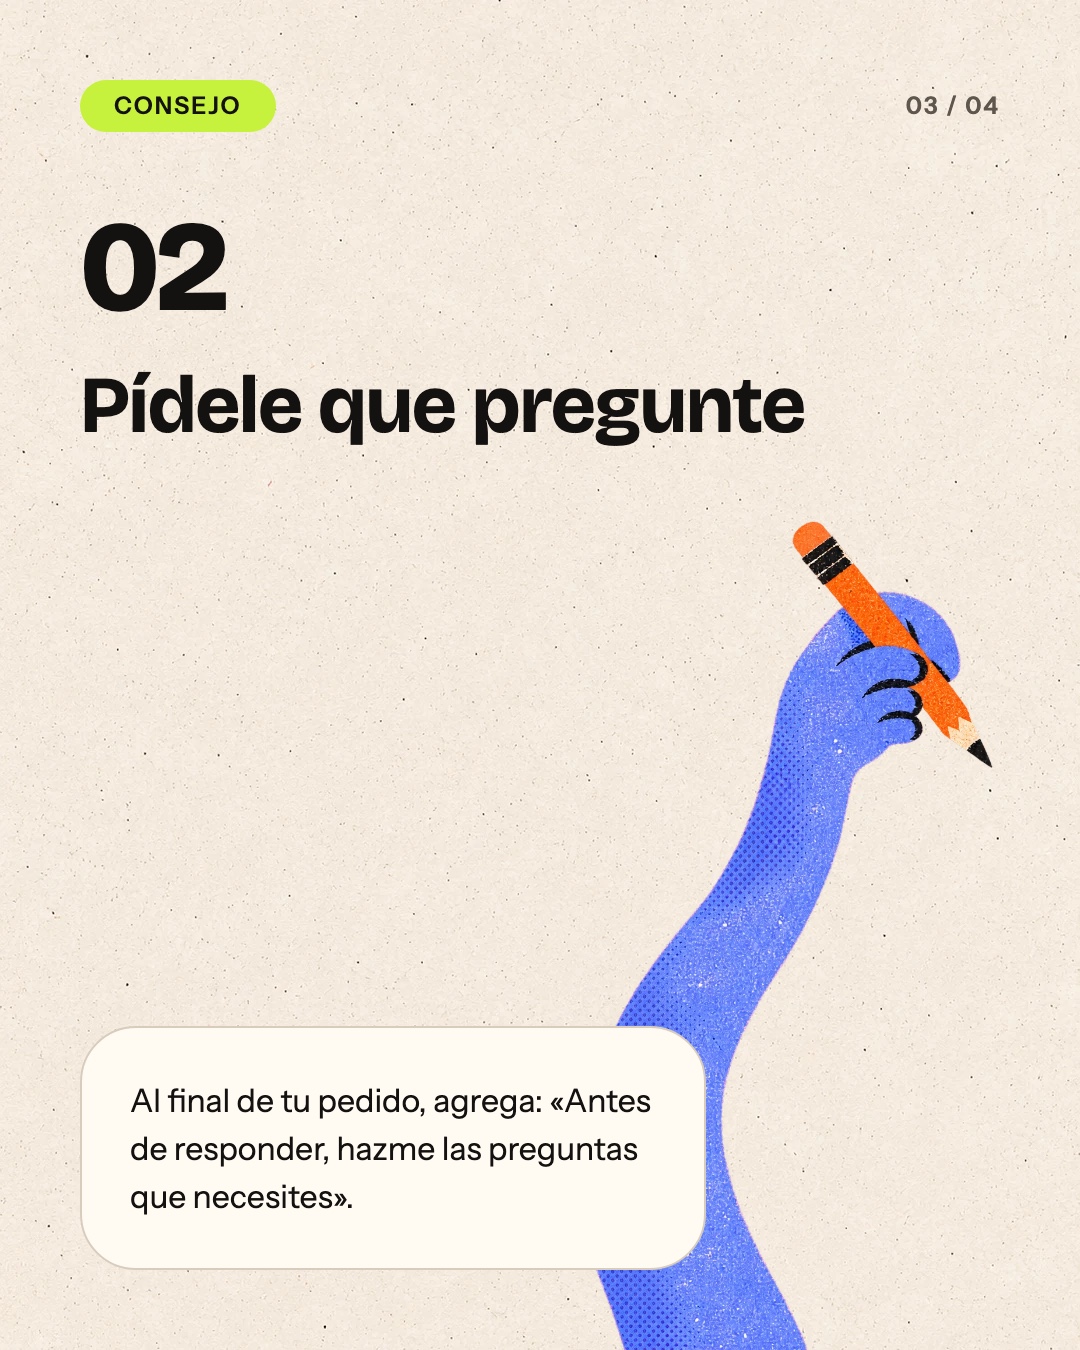 CONSEJO
03 / 04
02
Pídele que pregunte
Al final de tu pedido, agrega: «Antes
de responder, hazme las preguntas
que necesites».